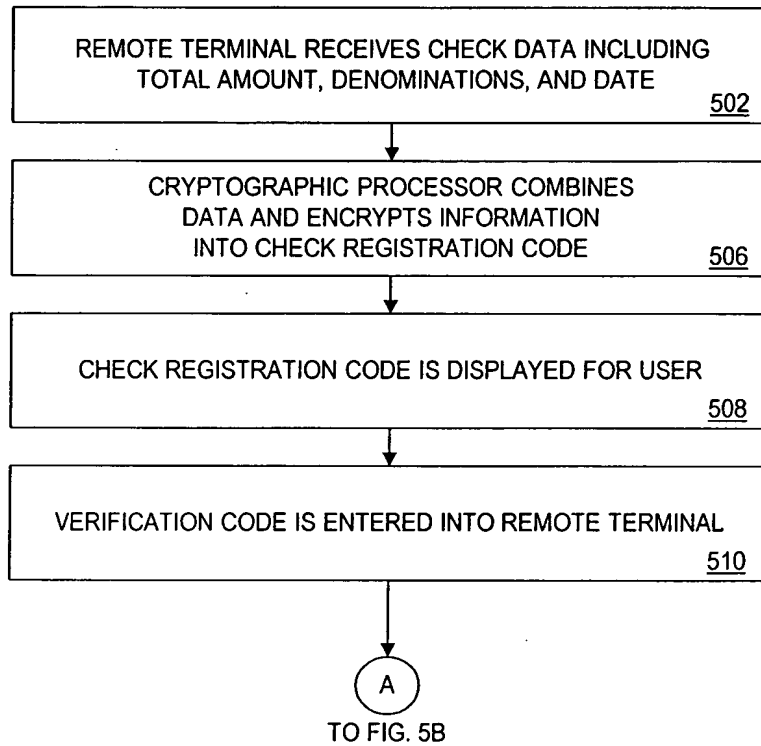 REMOTE TERMINAL RECEIVES CHECK DATA INCLUDING
TOTAL AMOUNT, DENOMINATIONS, AND DATE
502
CRYPTOGRAPHIC PROCESSOR COMBINES
DATA AND ENCRYPTS INFORMATION
INTO CHECK REGISTRATION CODE
506
CHECK REGISTRATION CODE IS DISPLAYED FOR USER
508
VERIFICATION CODE IS ENTERED INTO REMOTE TERMINAL
510
A
TO FIG. 5B